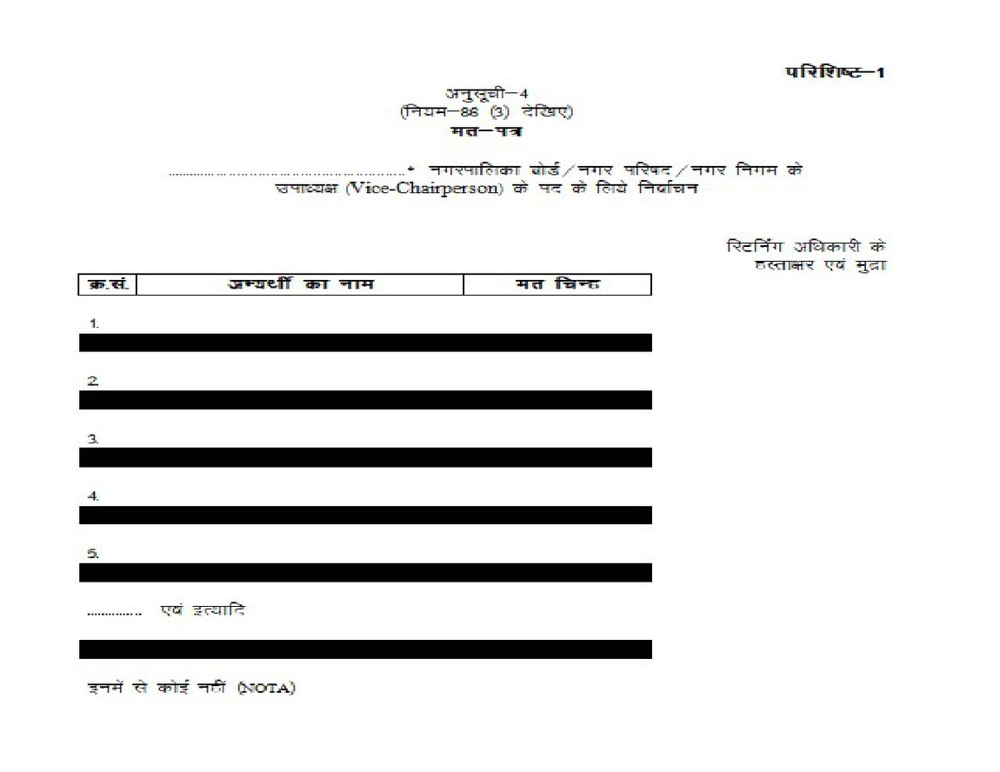 परिशिष्ट–1
अनुसूची–4
(नियम–86 (3) देखिए)
मत–पत्र
.................................................................* नगरपालिका बोर्ड/नगर परिषद/नगर निगम के
उपाध्यक्ष (Vice-Chairperson) के पद के लिये निर्वाचन
रिटर्निंग अधिकारी के
हस्ताक्षर एवं मुद्रा
क्र.सं. अभ्यर्थी का नाम मत चिन्ह
1.
2.
3.
4.
5.
.............. एवं इत्यादि
इनमें से कोई नहीं (NOTA)